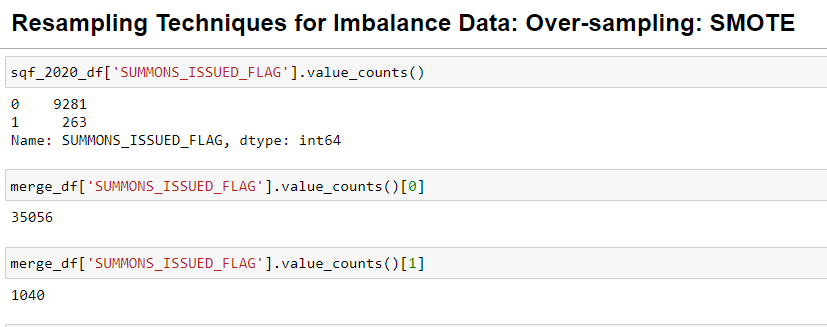 Resampling Techniques for Imbalance Data: Over-sampling: SMOTE
sqf_2020_df['SUMMONS_ISSUED_FLAG'].value_counts()
0    9281
1     263
Name: SUMMONS_ISSUED_FLAG, dtype: int64
merge_df['SUMMONS_ISSUED_FLAG'].value_counts()[0]
35056
merge_df['SUMMONS_ISSUED_FLAG'].value_counts()[1]
1040